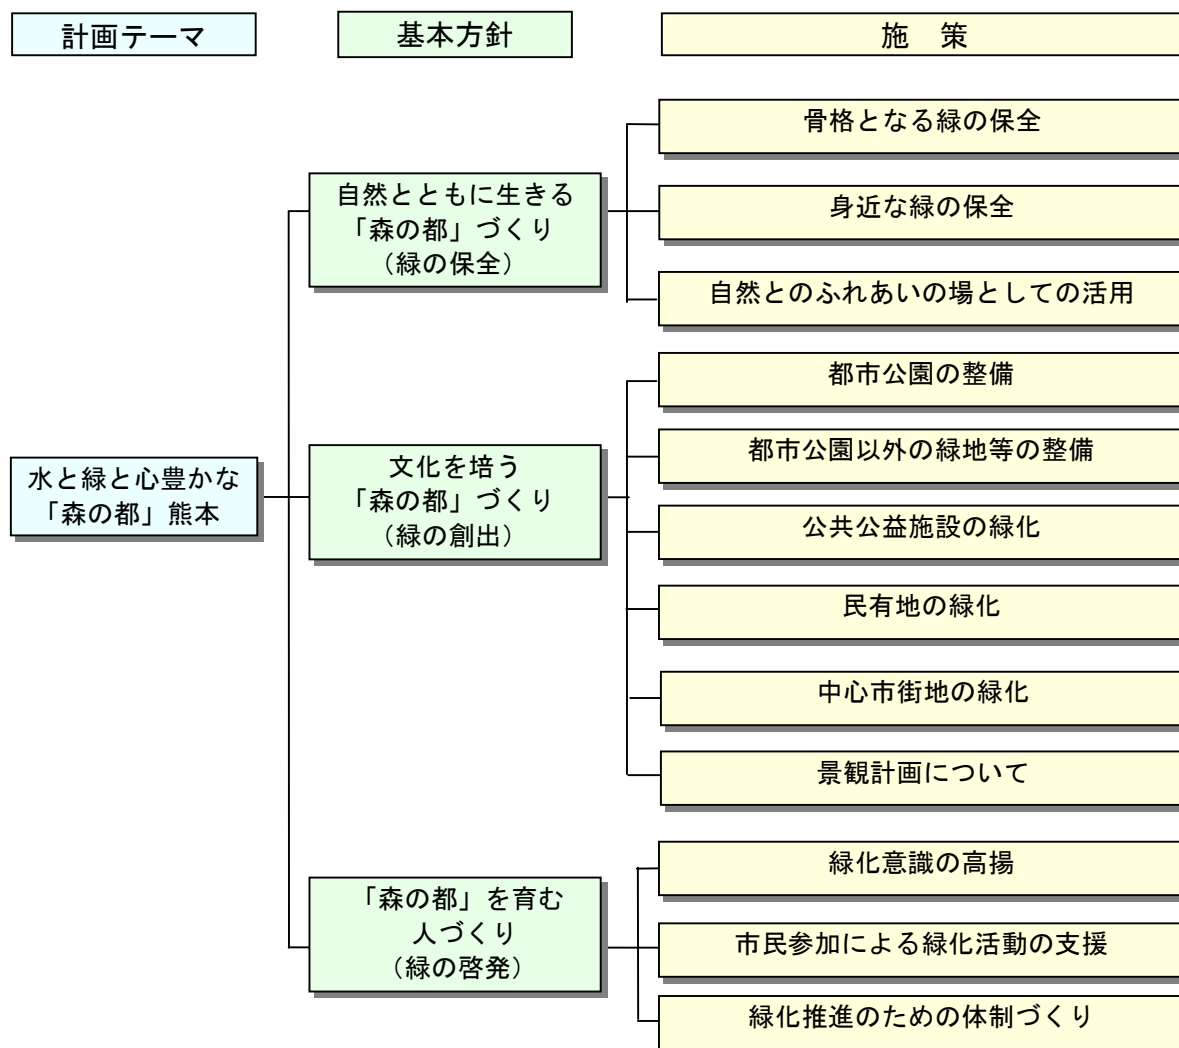 計画テーマ
基本方針
施　策
水と緑と心豊かな
「森の都」熊本
自然とともに生きる
「森の都」づくり
（緑の保全）
骨格となる緑の保全
身近な緑の保全
自然とのふれあいの場としての活用
文化を培う
「森の都」づくり
（緑の創出）
都市公園の整備
都市公園以外の緑地等の整備
公共公益施設の緑化
民有地の緑化
中心市街地の緑化
景観計画について
「森の都」を育む
人づくり
（緑の啓発）
緑化意識の高揚
市民参加による緑化活動の支援
緑化推進のための体制づくり